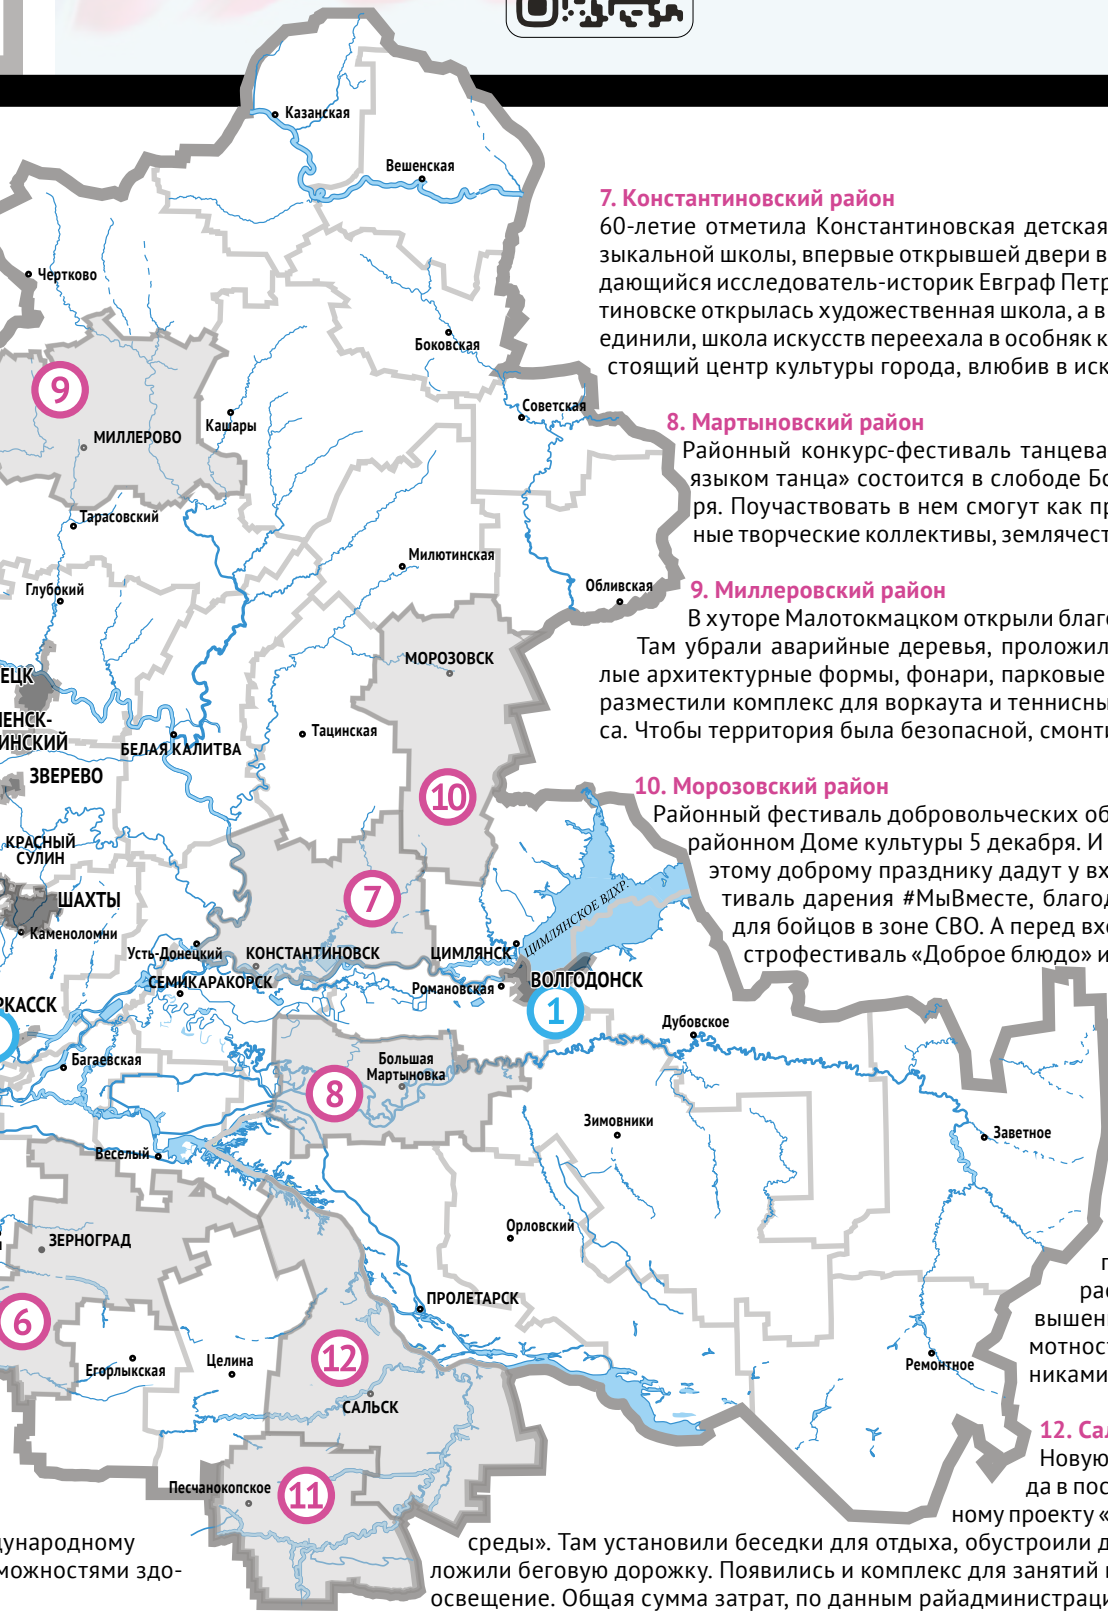 Казанская
Вешенская
Чертково
Боковская
Советская
9
МИЛЛЕРОВО
Кашары
Тарасовский
Милютинская
Глубокий
Обливская
МОРОЗОВСК
Тацинская
БЕЛАЯ КАЛИТВА
ЗВЕРЕВО
10
КРАСНЫЙ
СУЛИН
ШАХТЫ
7
Каменоломни
Усть-Донецкий
КОНСТАНТИНОВСК
ЦИМЛЯНСК
ЦИМЛЯНСКОЕ ВДХР.
СЕМИКАРАКОРСК
Романовская
ВОЛГОДОНСК
1
Дубовское
Багаевская
Большая
Мартыновка
8
Зимовники
Заветное
Веселый
Орловский
ЗЕРНОГРАД
ПРОЛЕТАРСК
6
12
Егорлыкская
Целина
Ремонтное
САЛЬСК
Песчанокопское
11
7. Константиновский район
60-летие отметила Константиновская детская
зыкальной школы, впервые открывшей двери в
дающийся исследователь-историк Евграф Петр
тиновске открылась художественная школа, а в
единили, школа искусств переехала в особняк к
стоящий центр культуры города, влюбив в иск
8. Мартыновский район
Районный конкурс-фестиваль танцева
языком танца» состоится в слободе Бо
ря. Поучаствовать в нем смогут как пр
ные творческие коллективы, землячест
9. Миллеровский район
В хуторе Малотокмацком открыли благо
Там убрали аварийные деревья, проложил
лые архитектурные формы, фонари, парковые
разместили комплекс для воркаута и теннисны
са. Чтобы территория была безопасной, смонти
10. Морозовский район
Районный фестиваль добровольческих об
районном Доме культуры 5 декабря. И
этому доброму празднику дадут у вх
тиваль дарения #МыВместе, благод
для бойцов в зоне СВО. А перед вхо
строфестиваль «Доброе блюдо» и
рас
вышени
мотност
никами
12. Сал
Новую
да в пос
ному проекту «
среды». Там установили беседки для отдыха, обустроили д
ложили беговую дорожку. Появились и комплекс для занятий
освещение. Общая сумма затрат, по данным райадминистраци
дународному
можностями здо-